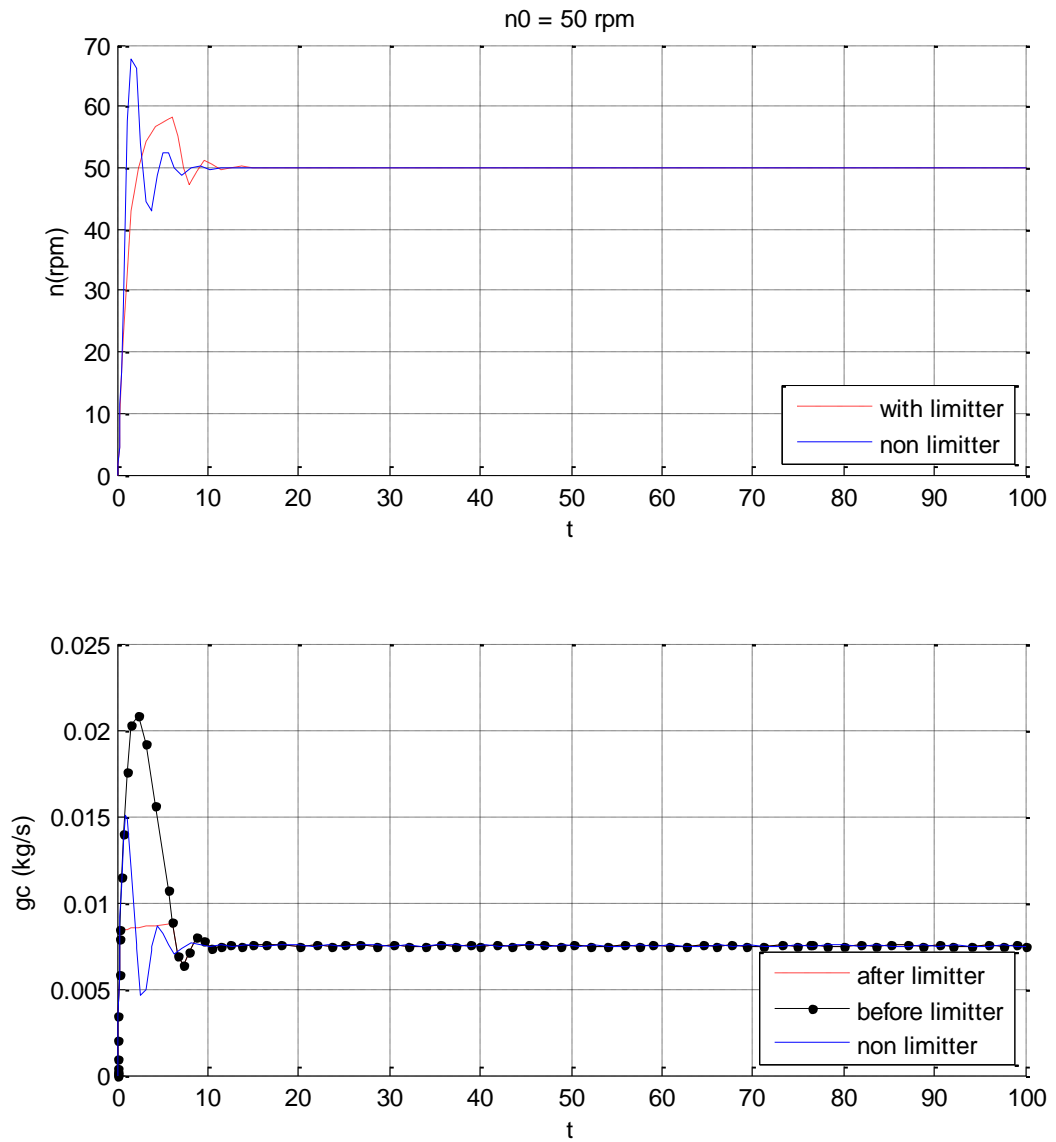 n0 = 50 rpm
70
60
50
40
30
20
10
0
n(rpm)
with limitter
non limitter
0 10 20 30 40 50 60 70 80 90 100
t
0.025
0.02
0.015
0.01
0.005
0
gc (kg/s)
after limitter
before limitter
non limitter
0 10 20 30 40 50 60 70 80 90 100
t